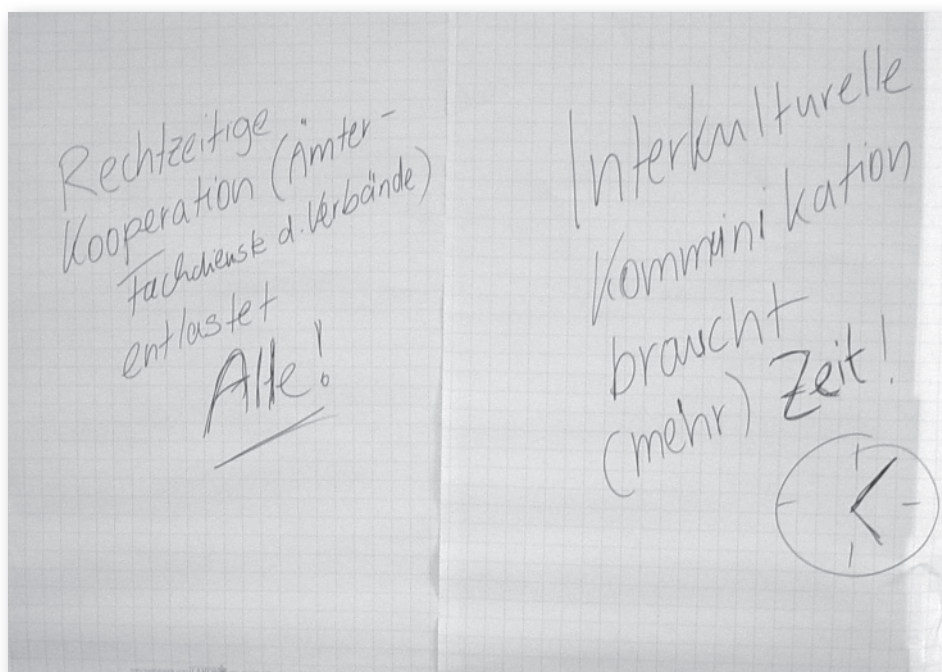 Rechtzeitige
Kooperation (Ämter-
Fachdienste d. Verbände)
entlastet
Alle!
Interkulturelle
Kommunikation
braucht
(mehr) Zeit!